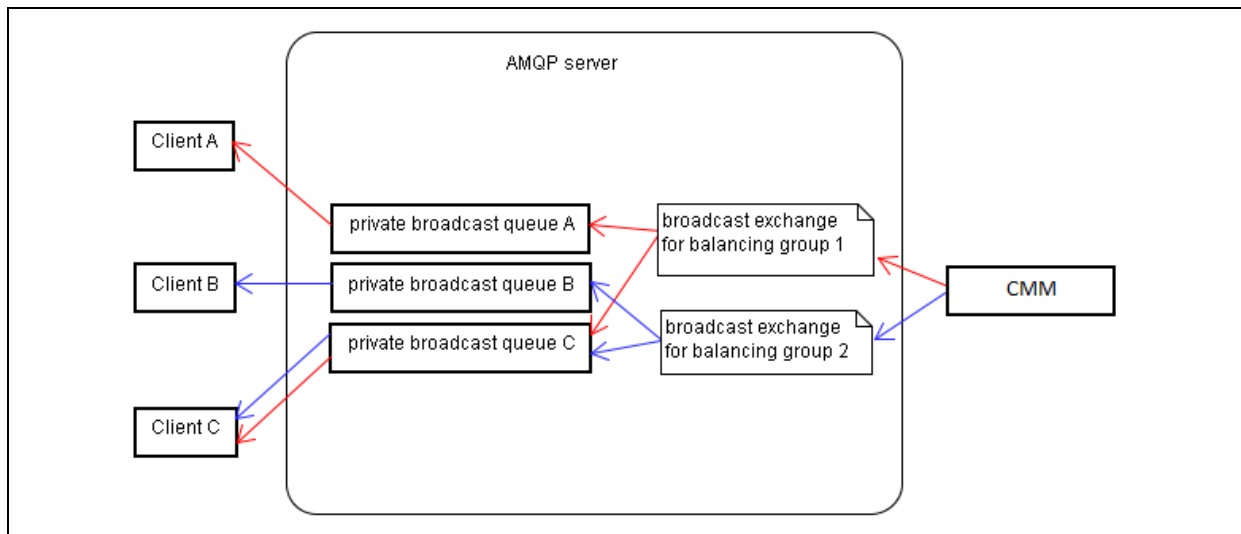 AMQP server
Client A
private broadcast queue A
broadcast exchange
for balancing group 1
Client B
private broadcast queue B
CMM
private broadcast queue C
broadcast exchange
for balancing group 2
Client C